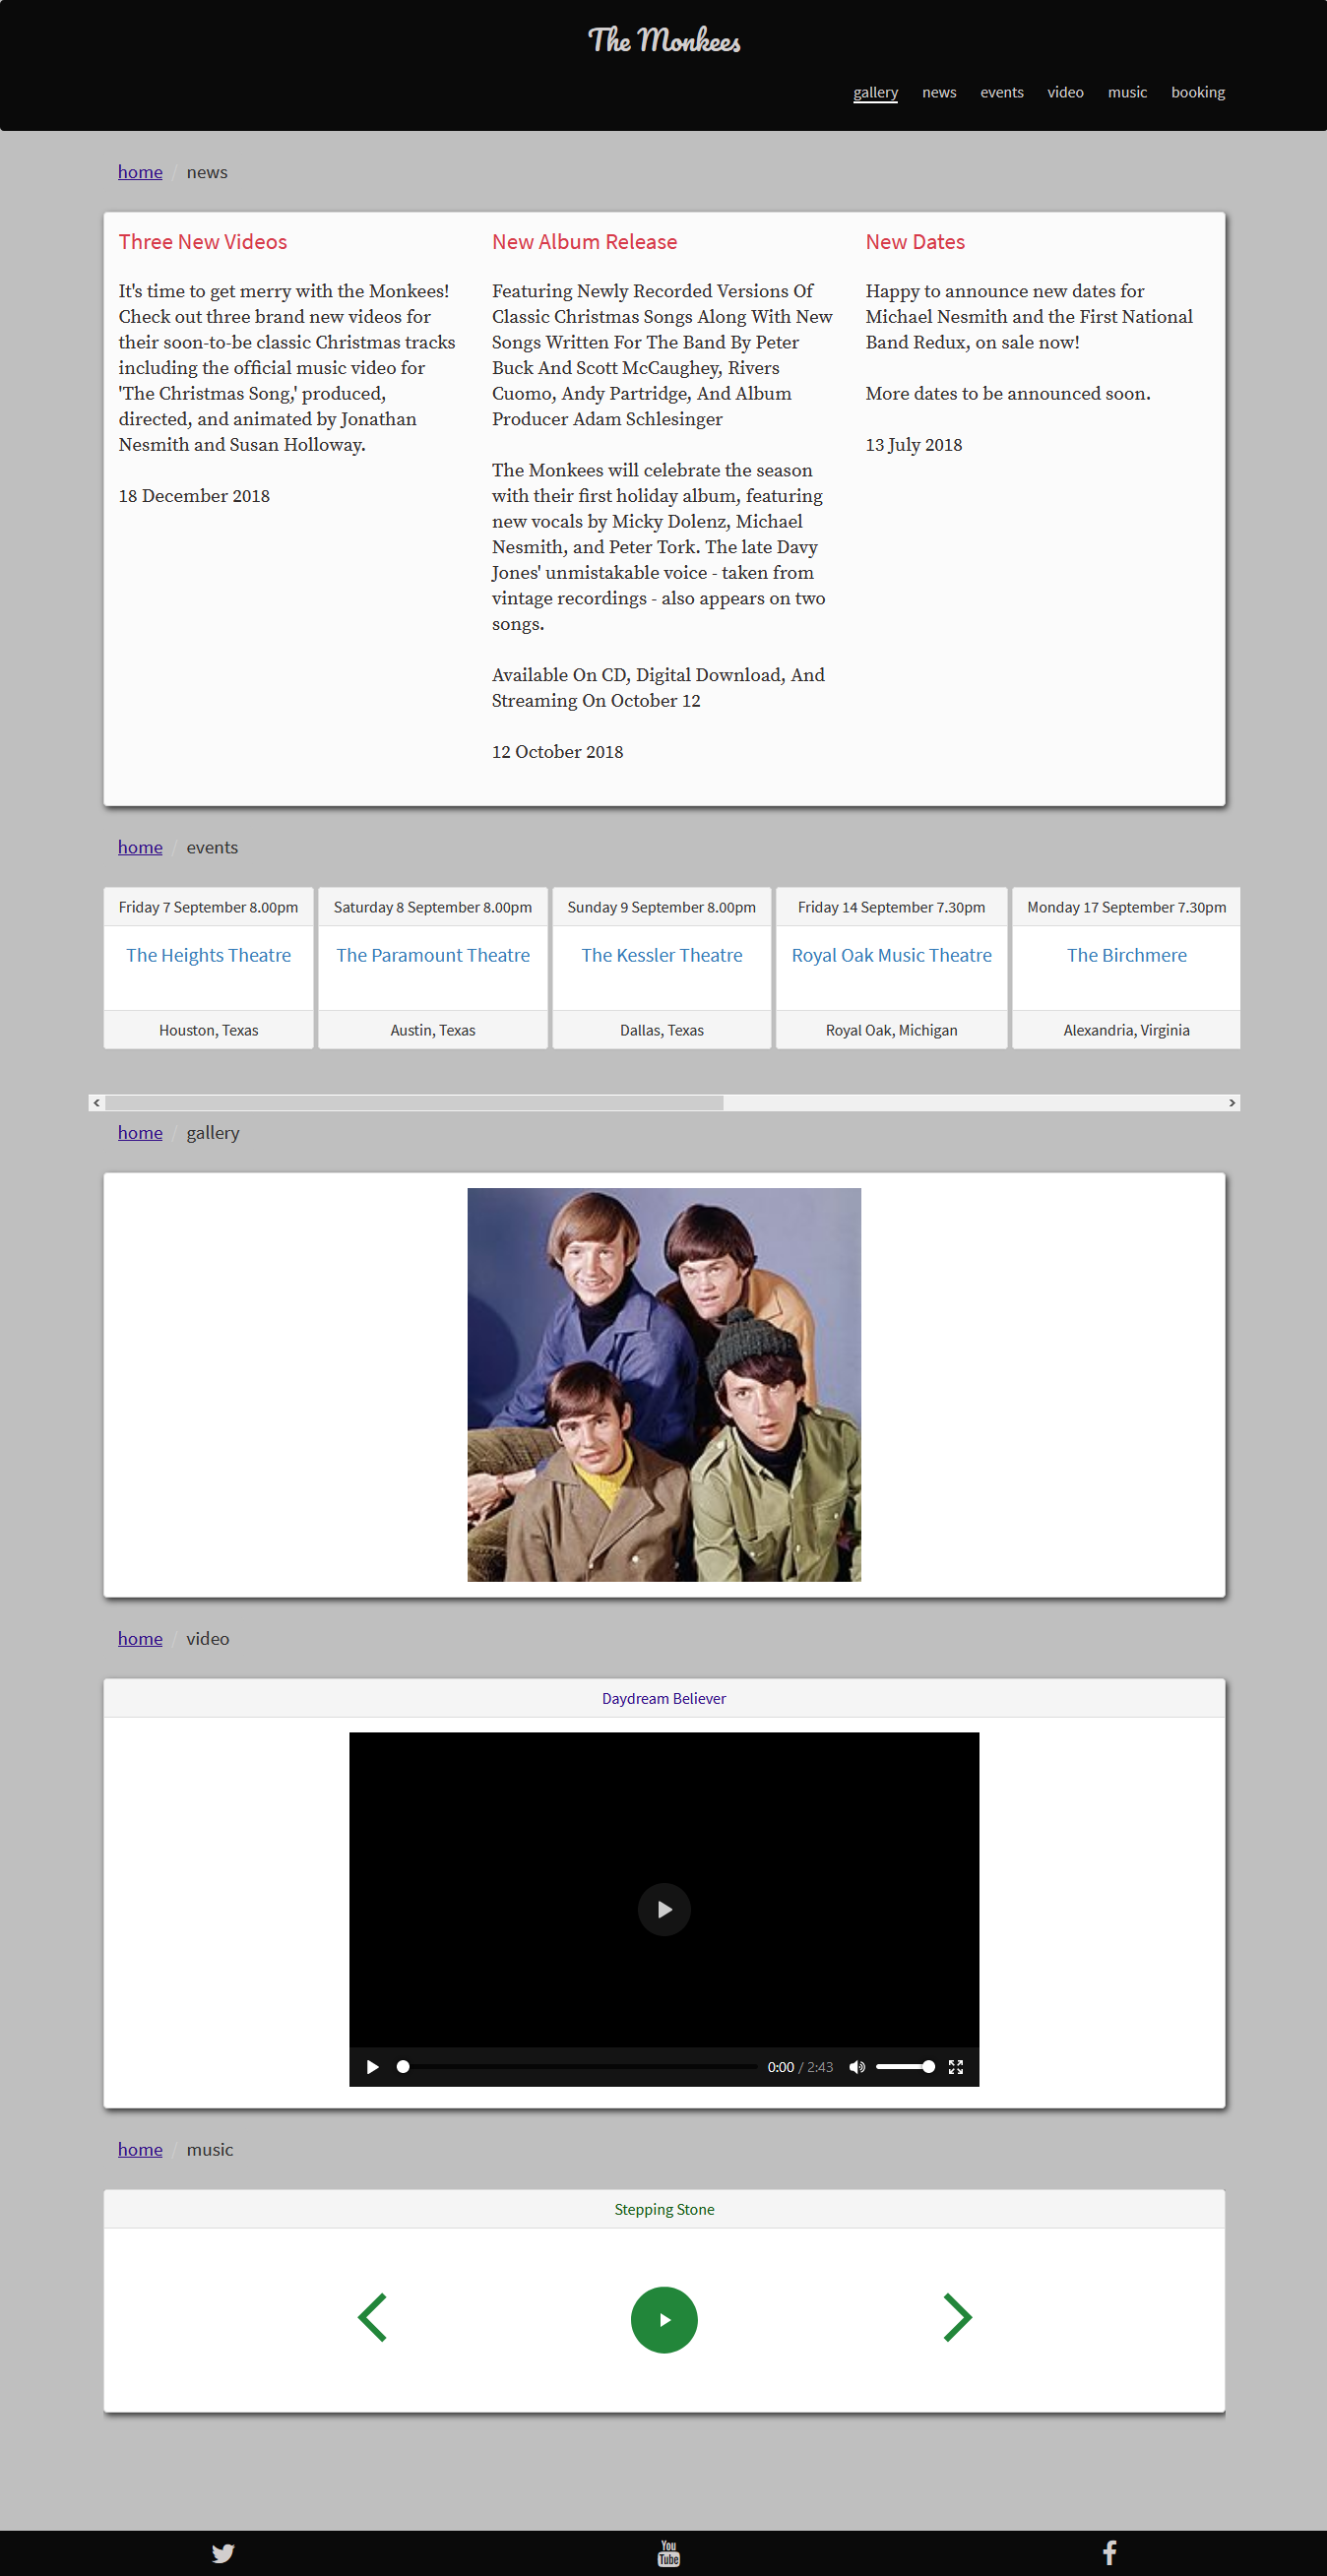 The Monkees
gallery news events video music booking
home / news
Three New Videos
It's time to get merry with the Monkees!
Check out three brand new videos for
their soon-to-be classic Christmas tracks
including the official music video for
'The Christmas Song,' produced,
directed, and animated by Jonathan
Nesmith and Susan Holloway.
18 December 2018
New Album Release
Featuring Newly Recorded Versions Of
Classic Christmas Songs Along With New
Songs Written For The Band By Peter
Buck And Scott McCaughey, Rivers
Cuomo, Andy Partridge, And Album
Producer Adam Schlesinger
The Monkees will celebrate the season
with their first holiday album, featuring
new vocals by Micky Dolenz, Michael
Nesmith, and Peter Tork. The late Davy
Jones' unmistakable voice - taken from
vintage recordings - also appears on two
songs.
Available On CD, Digital Download, And
Streaming On October 12
12 October 2018
New Dates
Happy to announce new dates for
Michael Nesmith and the First National
Band Redux, on sale now!
More dates to be announced soon.
13 July 2018
home / events
Friday 7 September 8.00pm
The Heights Theatre
Houston, Texas
Saturday 8 September 8.00pm
The Paramount Theatre
Austin, Texas
Sunday 9 September 8.00pm
The Kessler Theatre
Dallas, Texas
Friday 14 September 7.30pm
Royal Oak Music Theatre
Royal Oak, Michigan
Monday 17 September 7.30pm
The Birchmere
Alexandria, Virginia
home / gallery
home / video
Daydream Believer
0:00 / 2:43
home / music
Stepping Stone
You
Tube